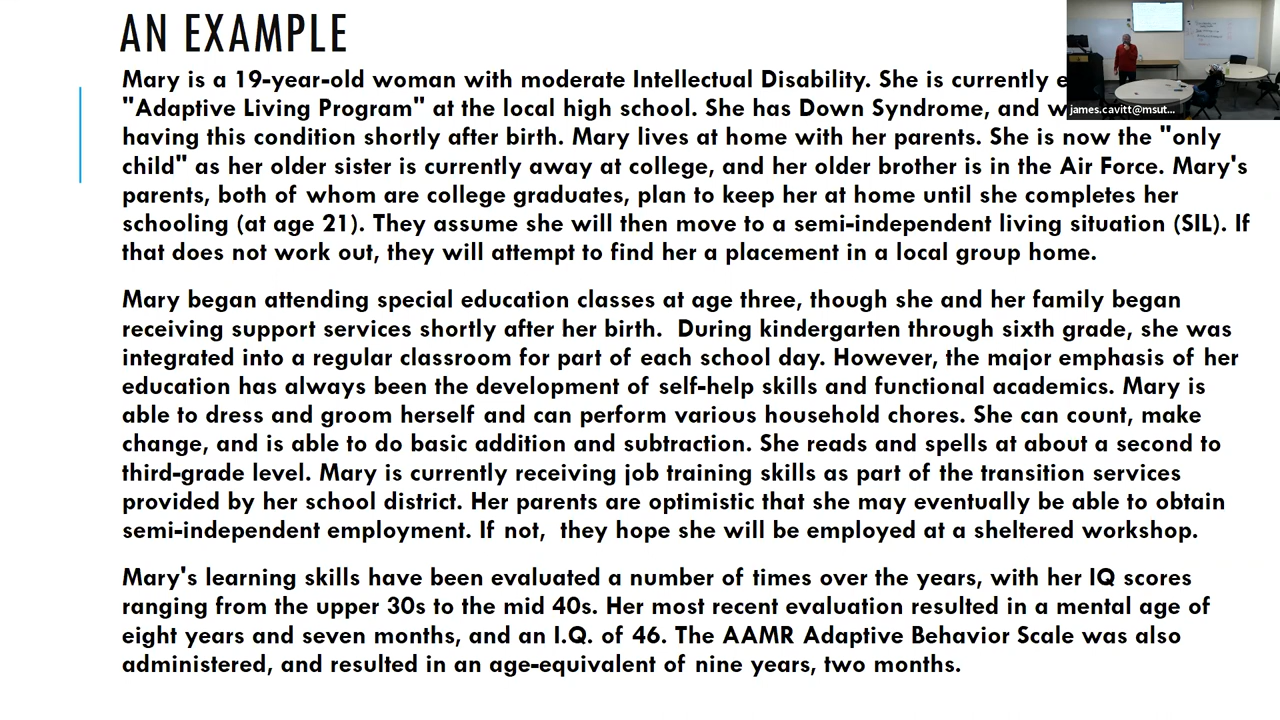 AN EXAMPLE
Mary is a 19-year-old woman with moderate Intellectual Disability. She is currently
"Adaptive Living Program" at the local high school. She has Down Syndrome, and
james.cavitt@msut...
having this condition shortly after birth. Mary lives at home with her parents. She is now the "only
child" as her older sister is currently away at college, and her older brother is in the Air Force. Mary's
parents, both of whom are college graduates, plan to keep her at home until she completes her
schooling (at age 21). They assume she will then move to a semi-independent living situation (SIL). If
that does not work out, they will attempt to find her a placement in a local group home.
Mary began attending special education classes at age three, though she and her family began
receiving support services shortly after her birth.  During kindergarten through sixth grade, she was
integrated into a regular classroom for part of each school day. However, the major emphasis of her
education has always been the development of self-help skills and functional academics. Mary is
able to dress and groom herself and can perform various household chores. She can count, make
change, and is able to do basic addition and subtraction. She reads and spells at about a second to
third-grade level. Mary is currently receiving job training skills as part of the transition services
provided by her school district. Her parents are optimistic that she may eventually be able to obtain
semi-independent employment. If not,  they hope she will be employed at a sheltered workshop.
Mary's learning skills have been evaluated a number of times over the years, with her IQ scores
ranging from the upper 30s to the mid 40s. Her most recent evaluation resulted in a mental age of
eight years and seven months, and an I.Q. of 46. The AAMR Adaptive Behavior Scale was also
administered, and resulted in an age-equivalent of nine years, two months.